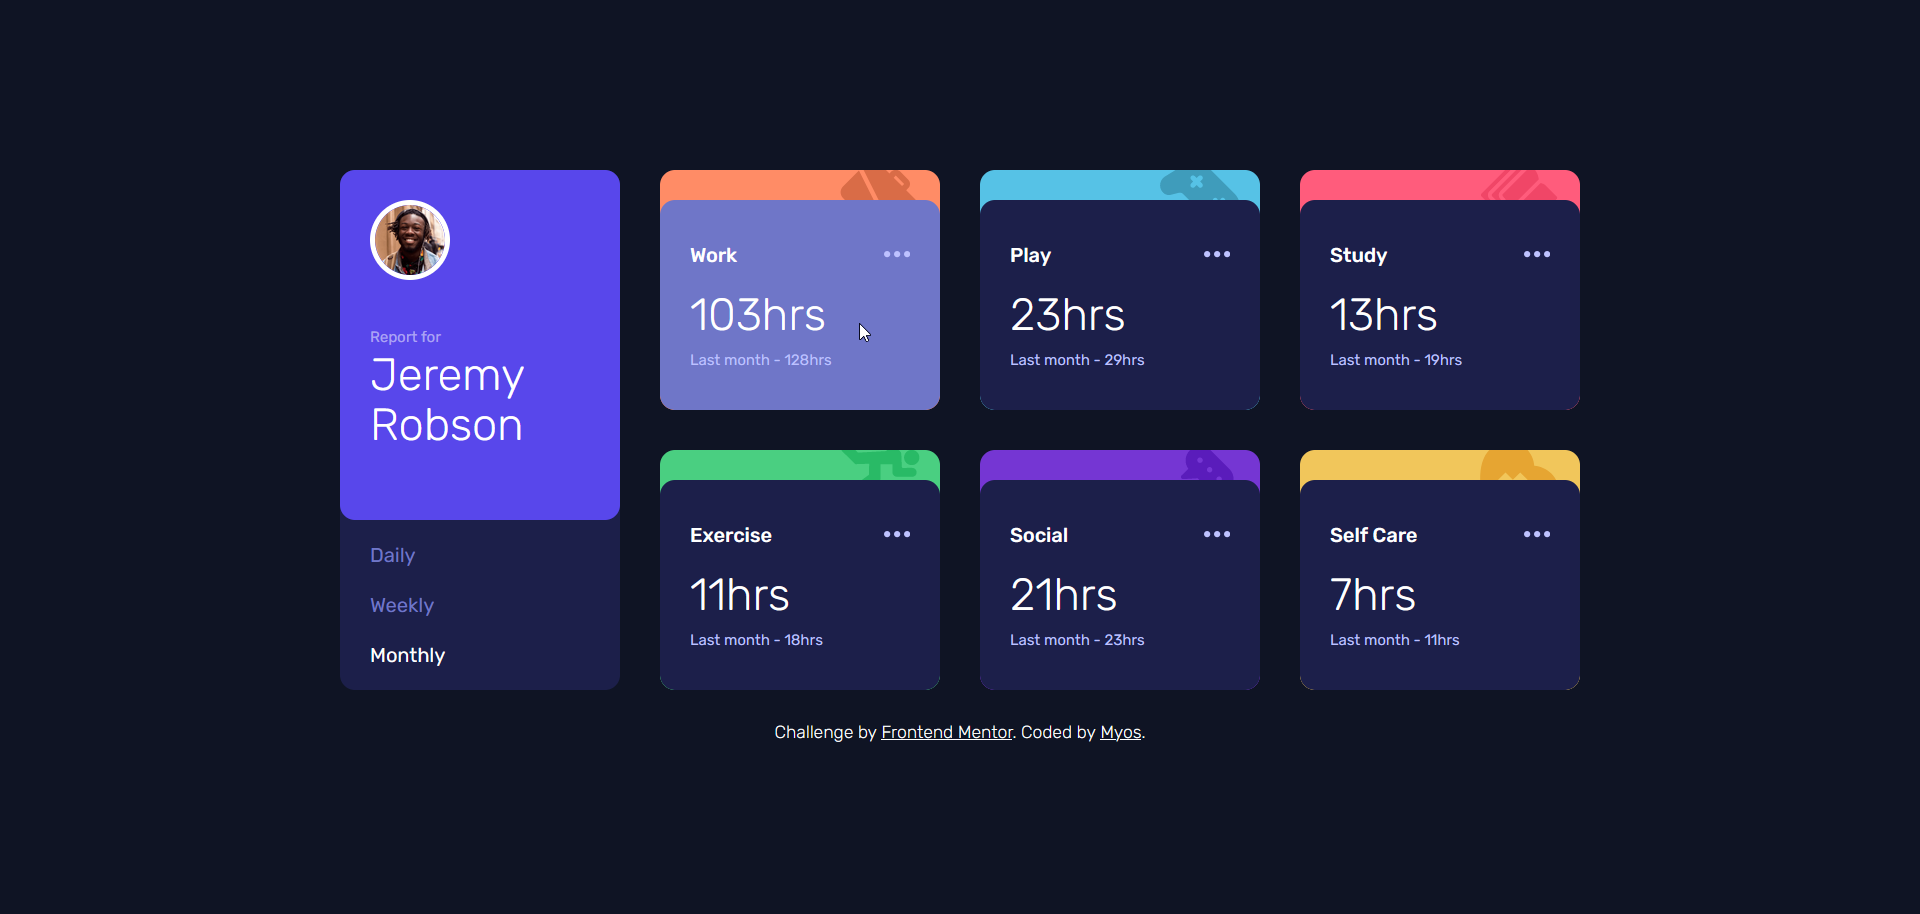 Report for
Jeremy
Robson
Daily
Weekly
Monthly
Work
103hrs
Last month - 128hrs
Play
23hrs
Last month - 29hrs
Study
13hrs
Last month - 19hrs
Exercise
11hrs
Last month - 18hrs
Social
21hrs
Last month - 23hrs
Self Care
7hrs
Last month - 11hrs
Challenge by Frontend Mentor. Coded by Myos.